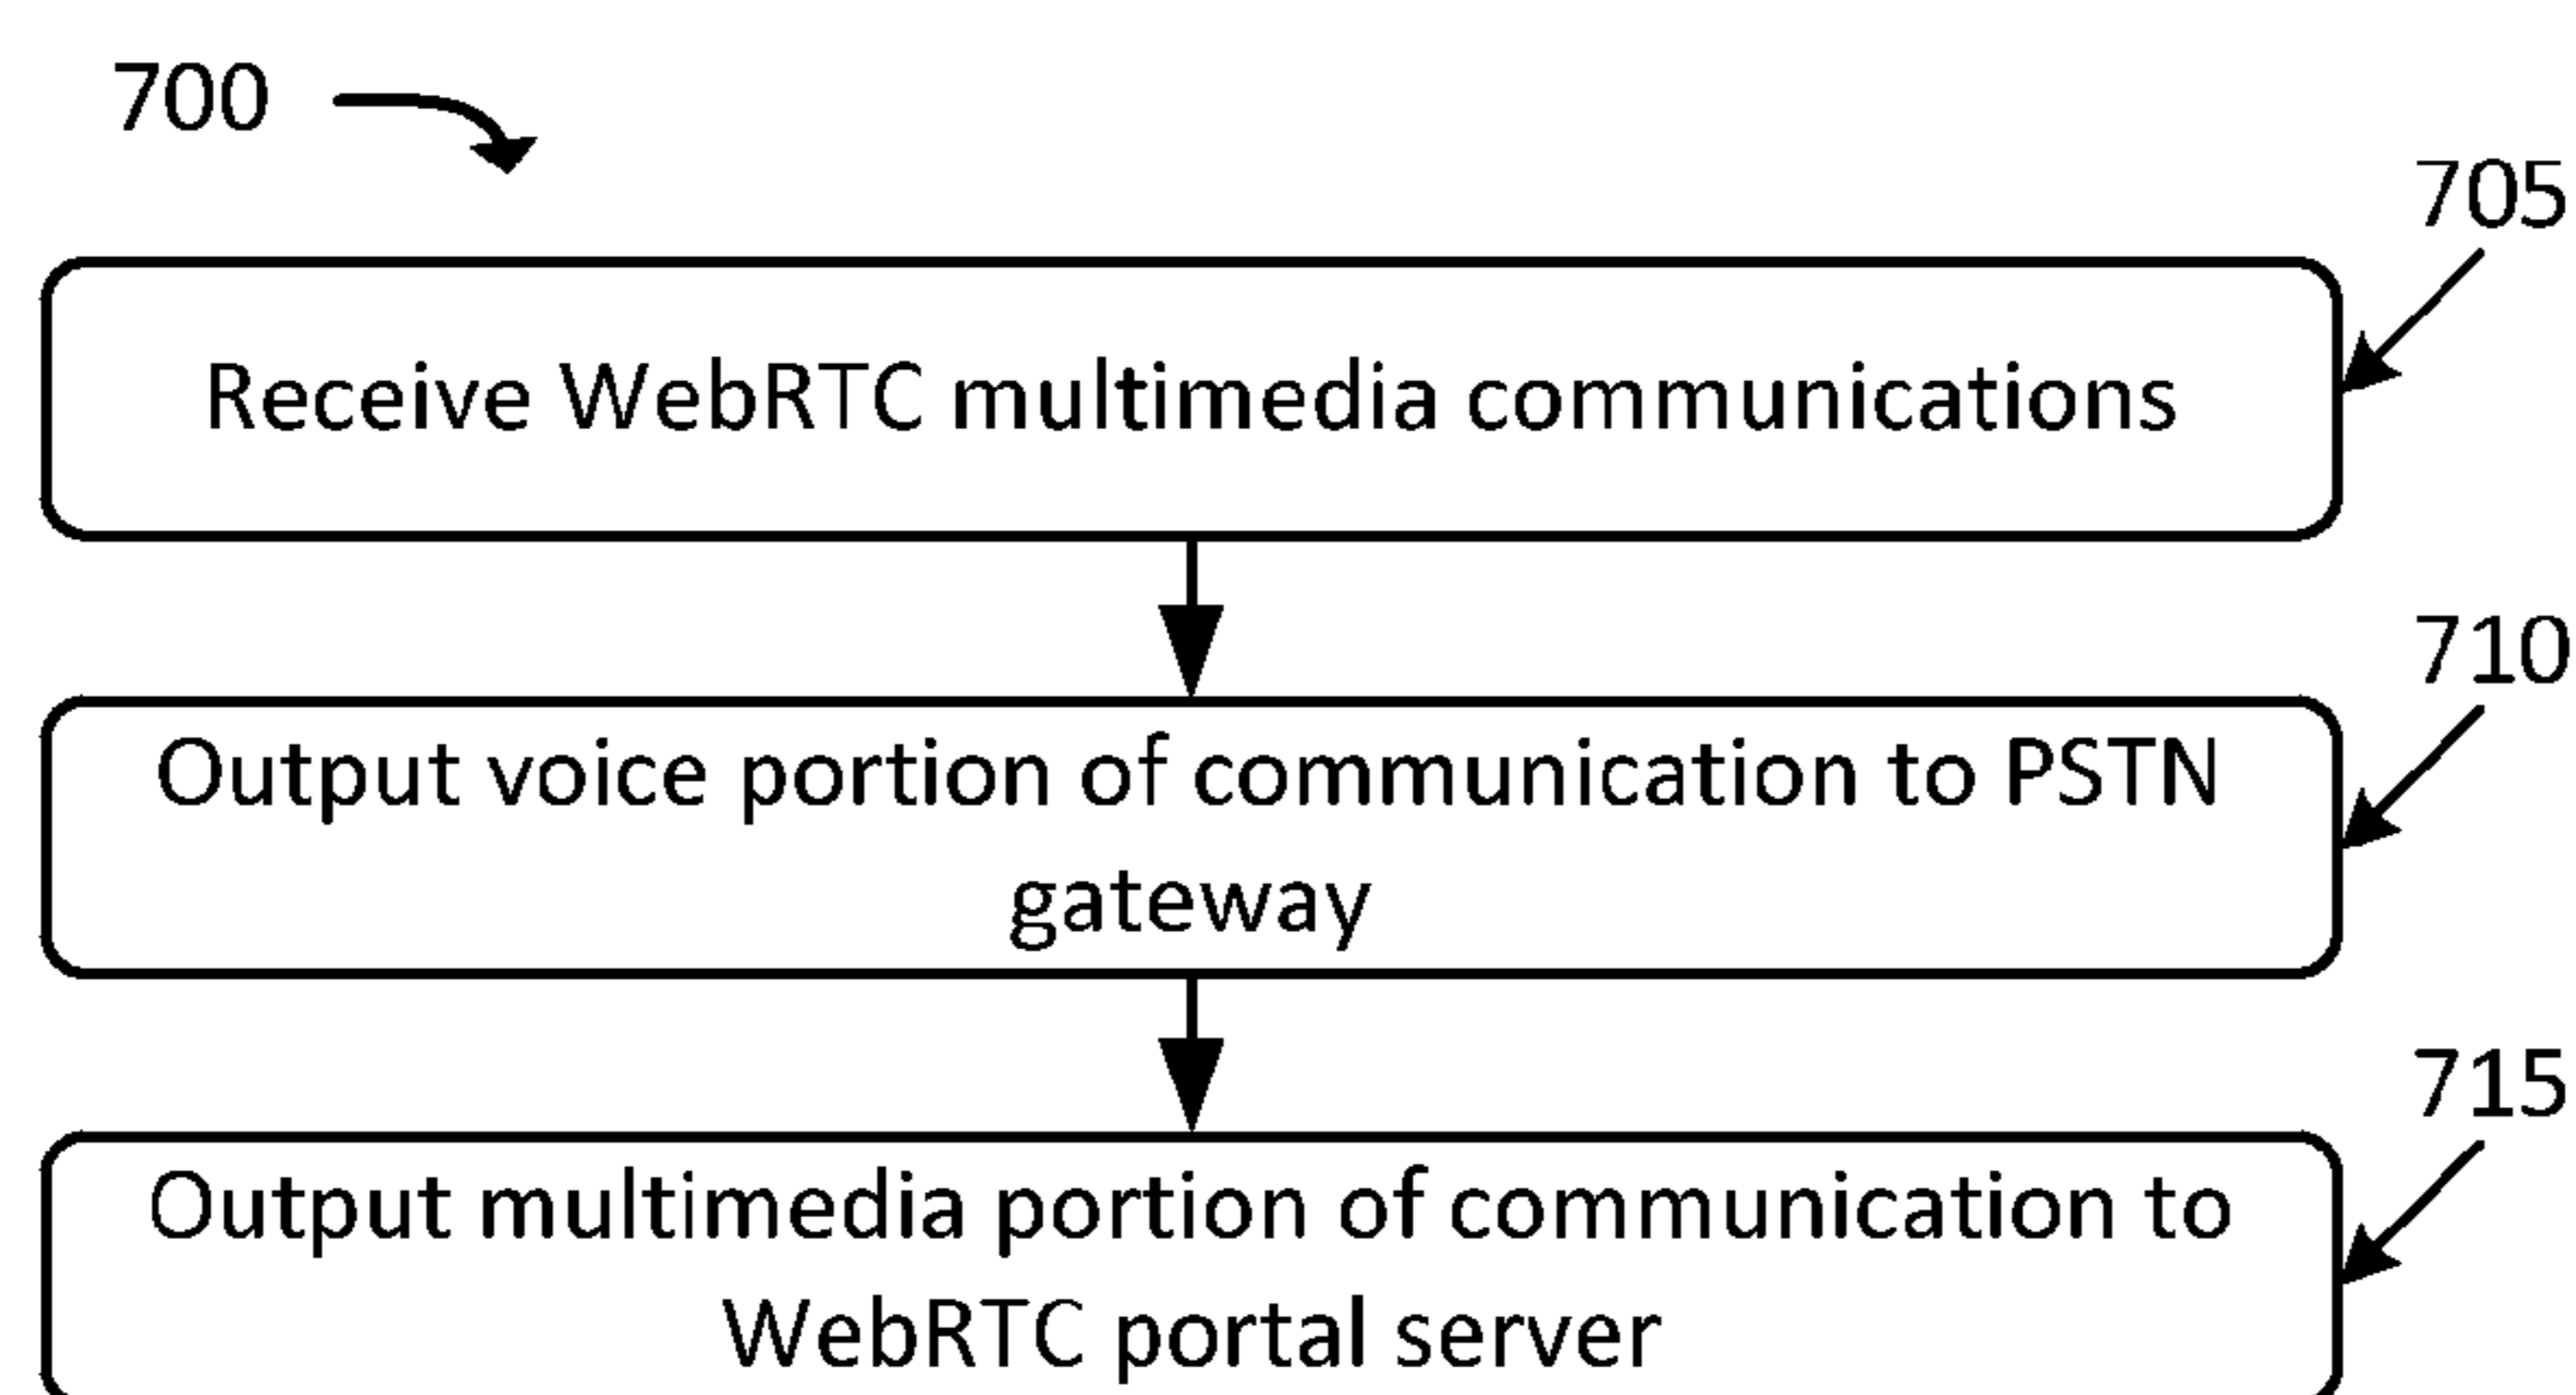 700
705
Receive WebRTC multimedia communications
710
Output voice portion of communication to PSTN
gateway
715
Output multimedia portion of communication to
WebRTC portal server